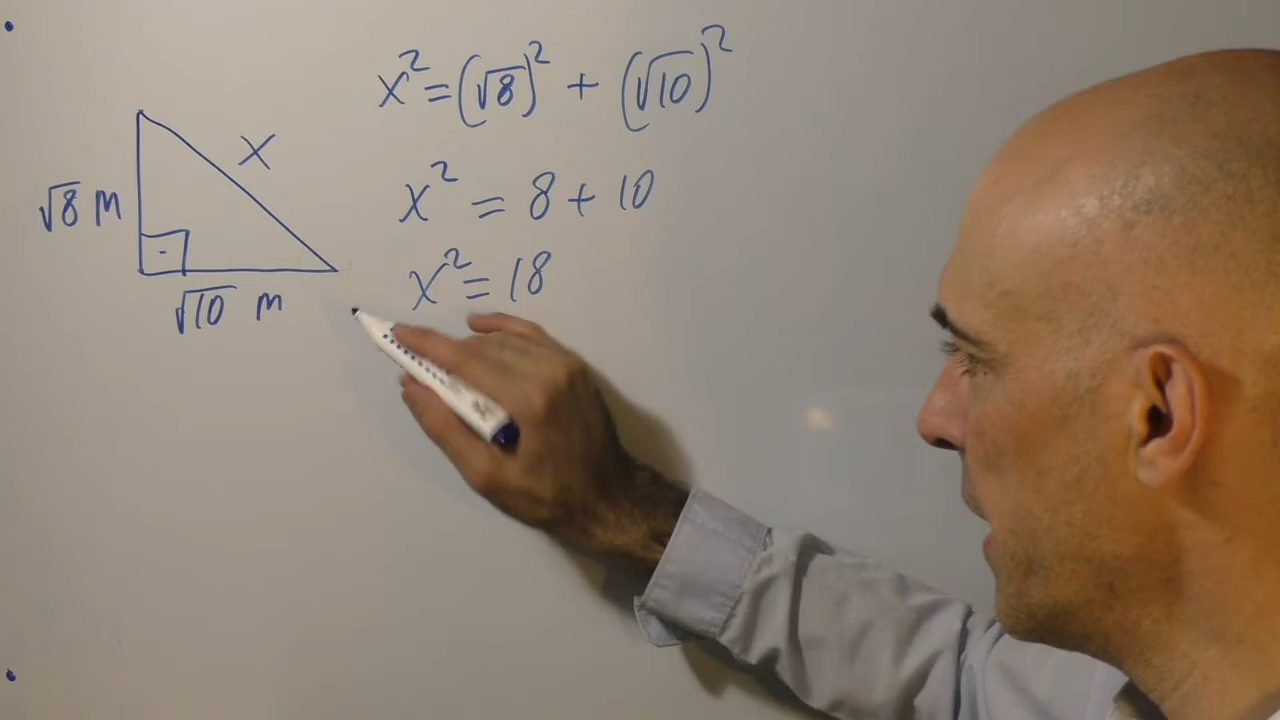 x² = (√8)² + (√10)²
x
x² = 8 + 10
√8 m
x² = 18
√10 m